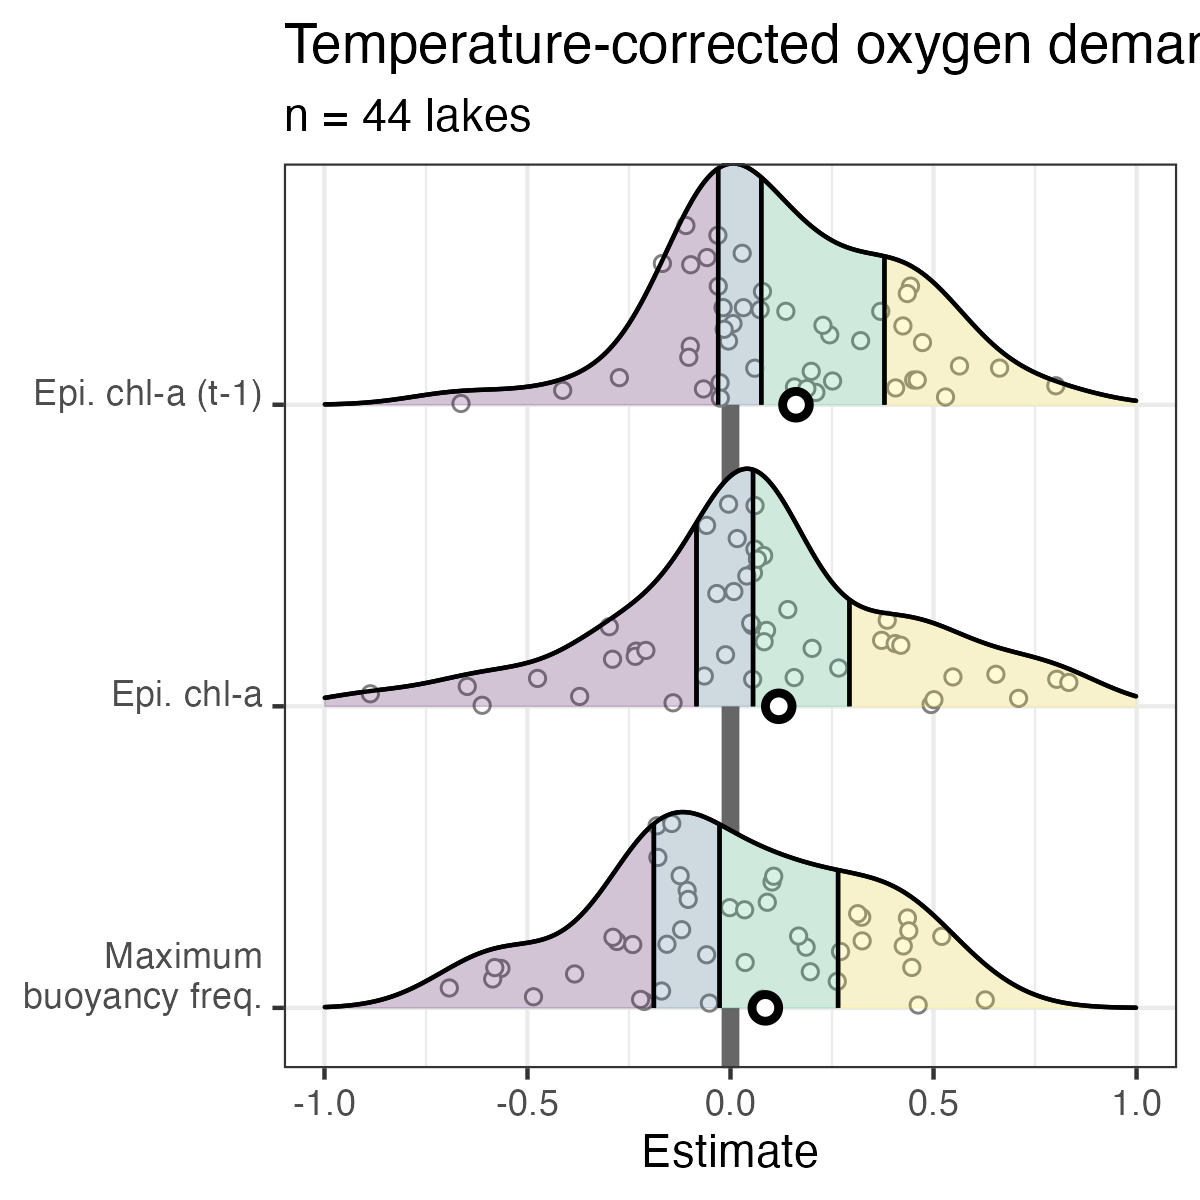 Temperature-corrected oxygen deman
n = 44 lakes
Epi. chl-a (t-1)
Epi. chl-a
Maximum
buoyancy freq.
-1.0 -0.5 0.0 0.5 1.0
Estimate